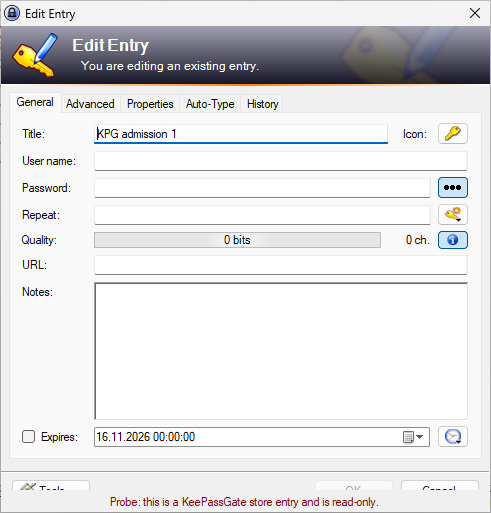 Edit Entry
Edit Entry
You are editing an existing entry.
General Advanced Properties Auto-Type History
Title: KPG admission 1 Icon:
User name:
Password:
Repeat:
Quality: 0 bits 0 ch.
URL:
Notes:
Expires: 16.11.2026 00:00:00
Tools OK Cancel
Probe: this is a KeePassGate store entry and is read-only.